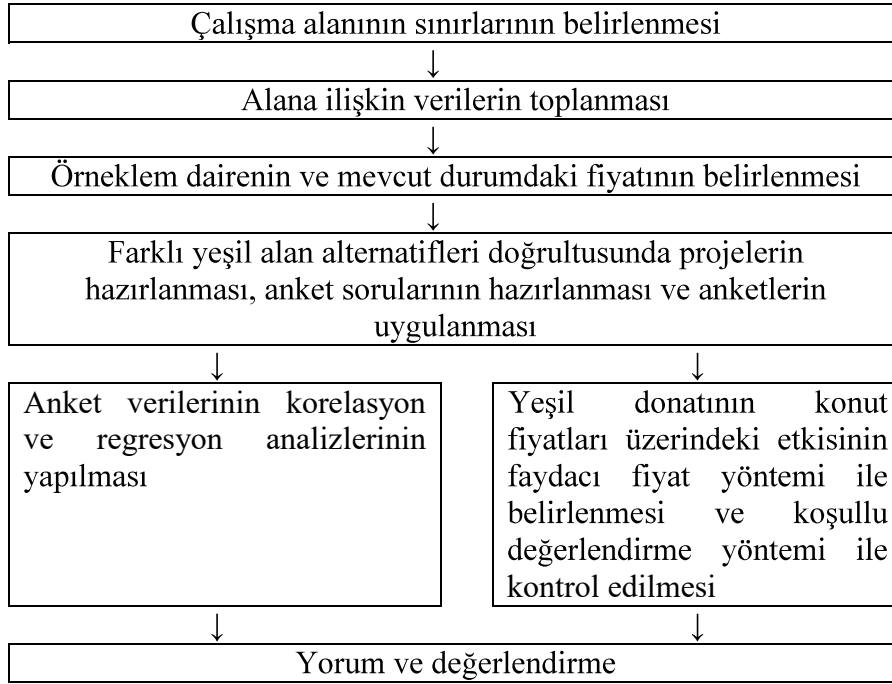 Çalışma alanının sınırlarının belirlenmesi
↓
Alana ilişkin verilerin toplanması
↓
Örneklem dairenin ve mevcut durumdaki fiyatının belirlenmesi
↓
Farklı yeşil alan alternatifleri doğrultusunda projelerin
hazırlanması, anket sorularının hazırlanması ve anketlerin
uygulanması
↓
Anket verilerinin korelasyon
ve regresyon analizlerinin
yapılması
↓
Yeşil donatının konut
fiyatları üzerindeki etkisinin
faydacı fiyat yöntemi ile
belirlenmesi ve koşullu
değerlendirme yöntemi ile
kontrol edilmesi
↓
↓
Yorum ve değerlendirme